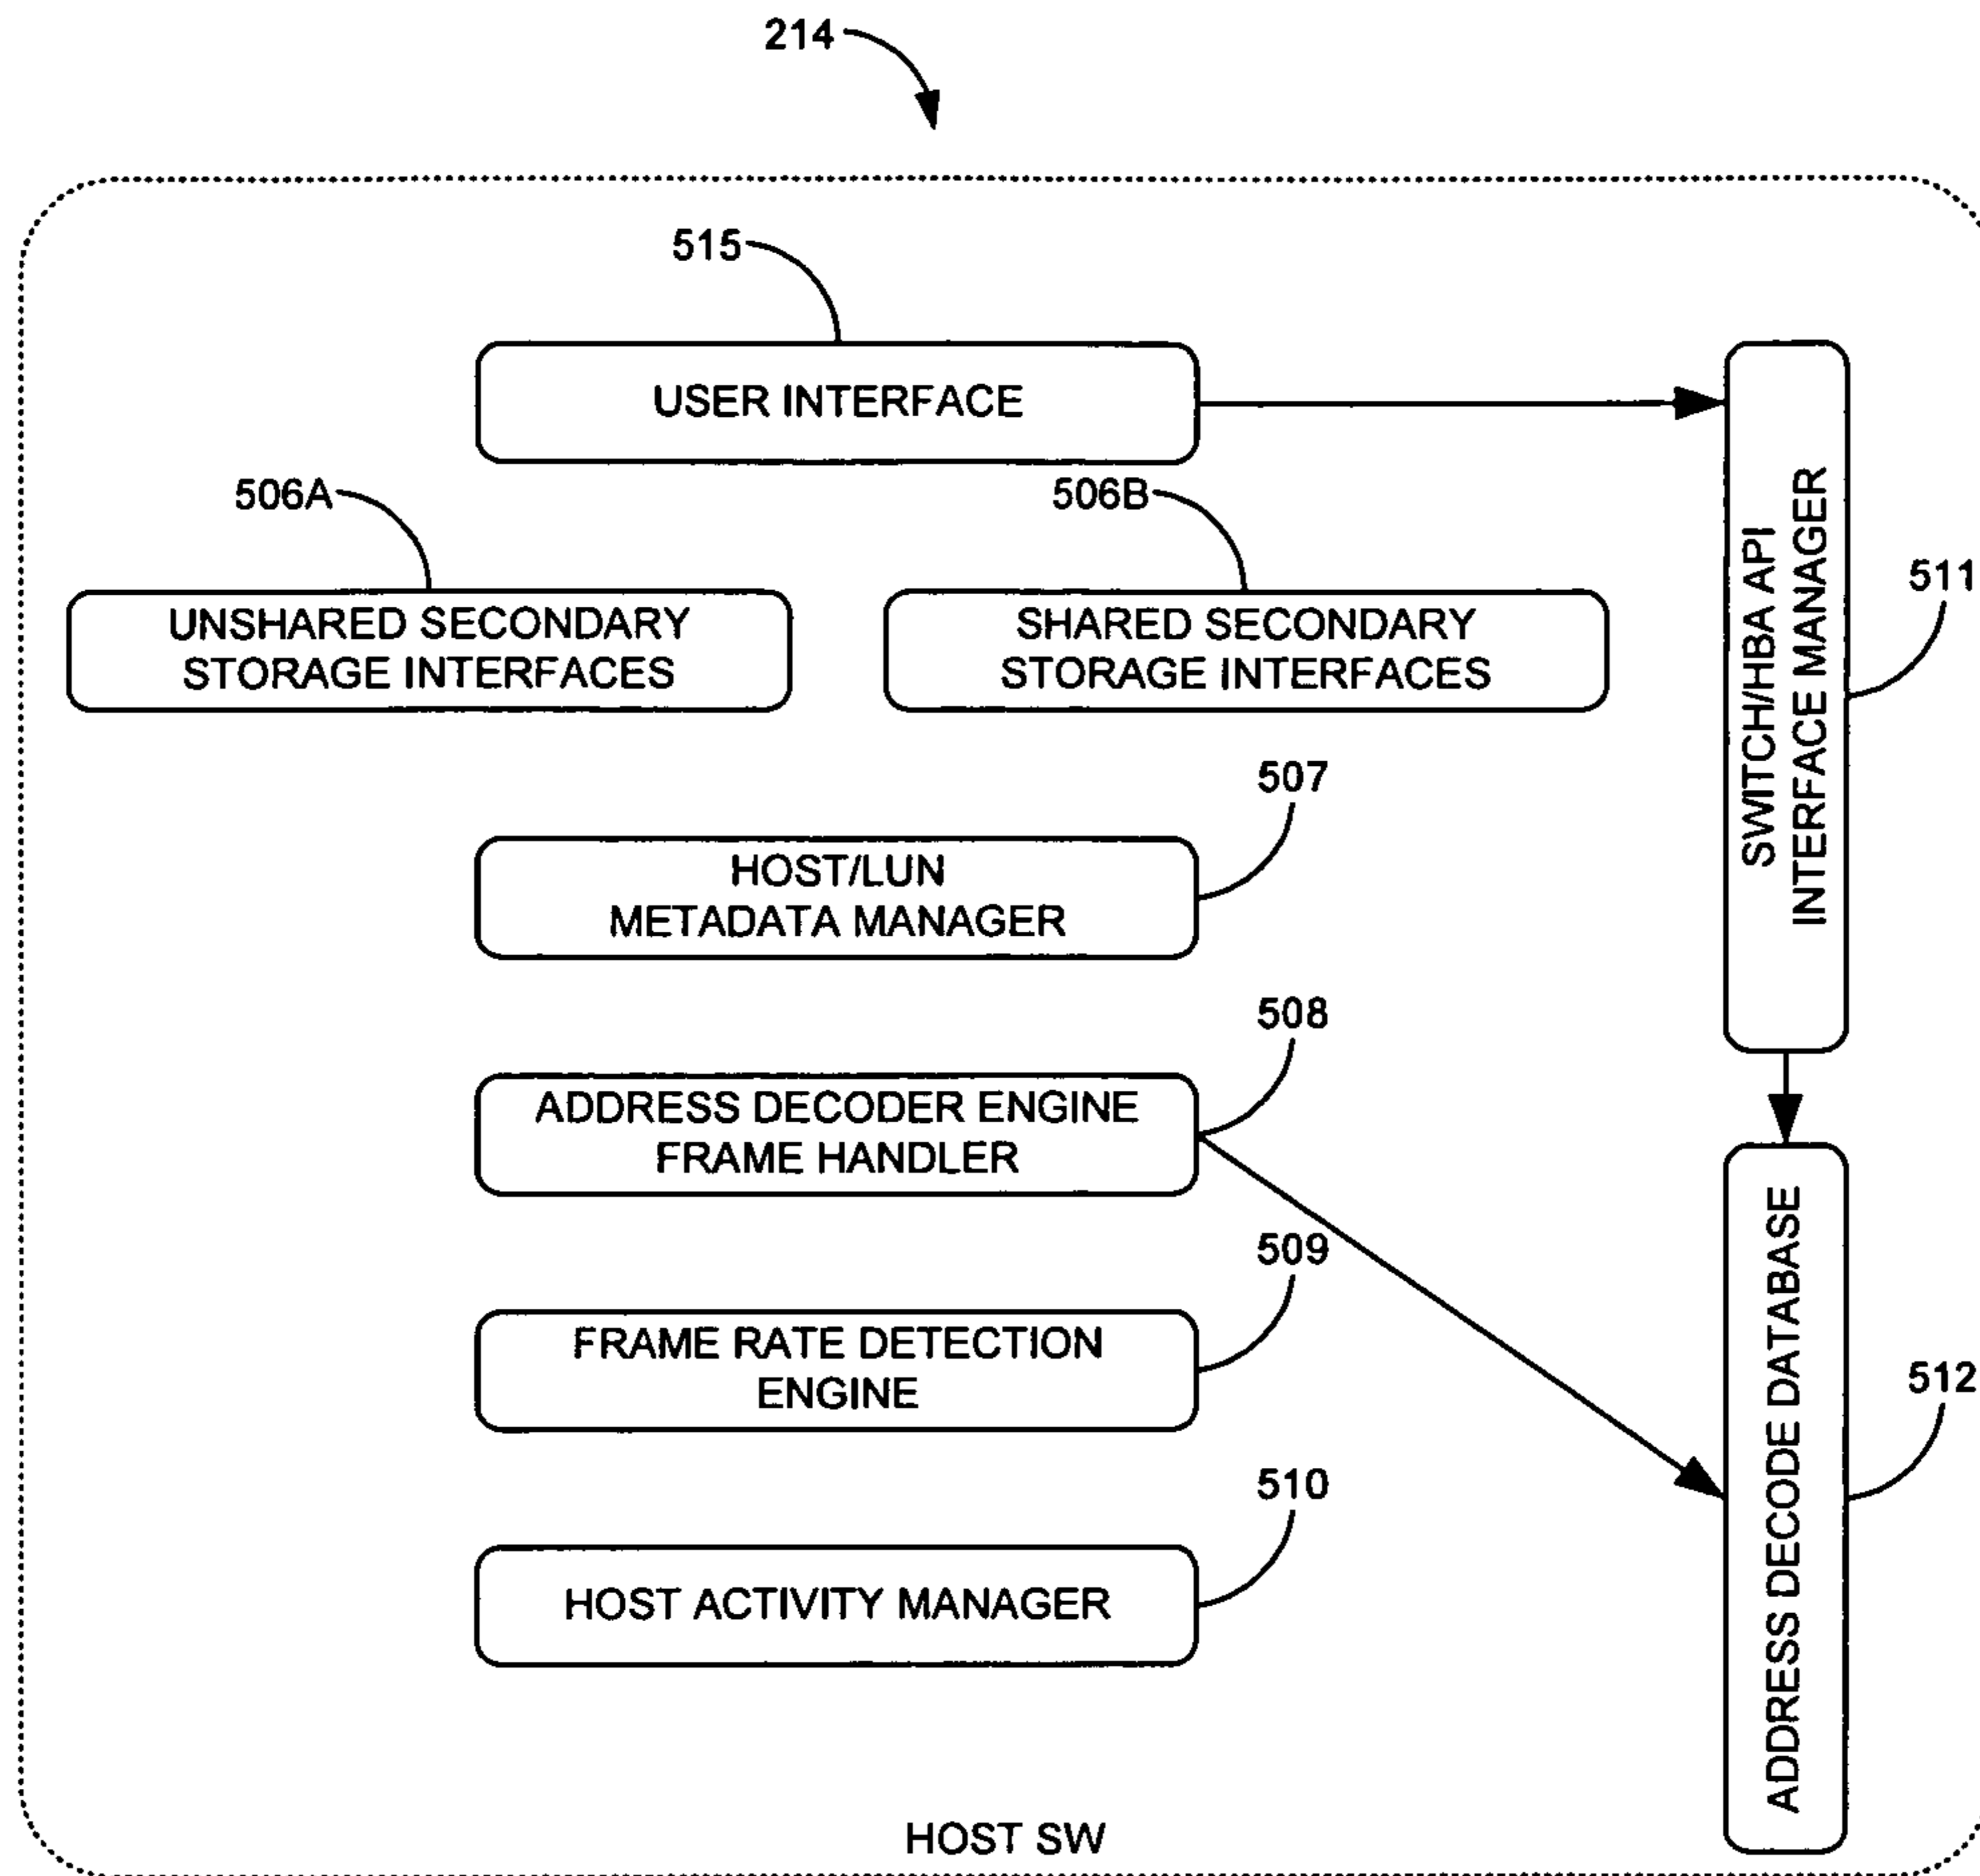 214
515
USER INTERFACE
506A
506B
UNSHARED SECONDARY
STORAGE INTERFACES
SHARED SECONDARY
STORAGE INTERFACES
SWITCH/HBA API
INTERFACE MANAGER
511
507
HOST/LUN
METADATA MANAGER
508
ADDRESS DECODER ENGINE
FRAME HANDLER
509
FRAME RATE DETECTION
ENGINE
ADDRESS DECODE DATABASE
512
510
HOST ACTIVITY MANAGER
HOST SW